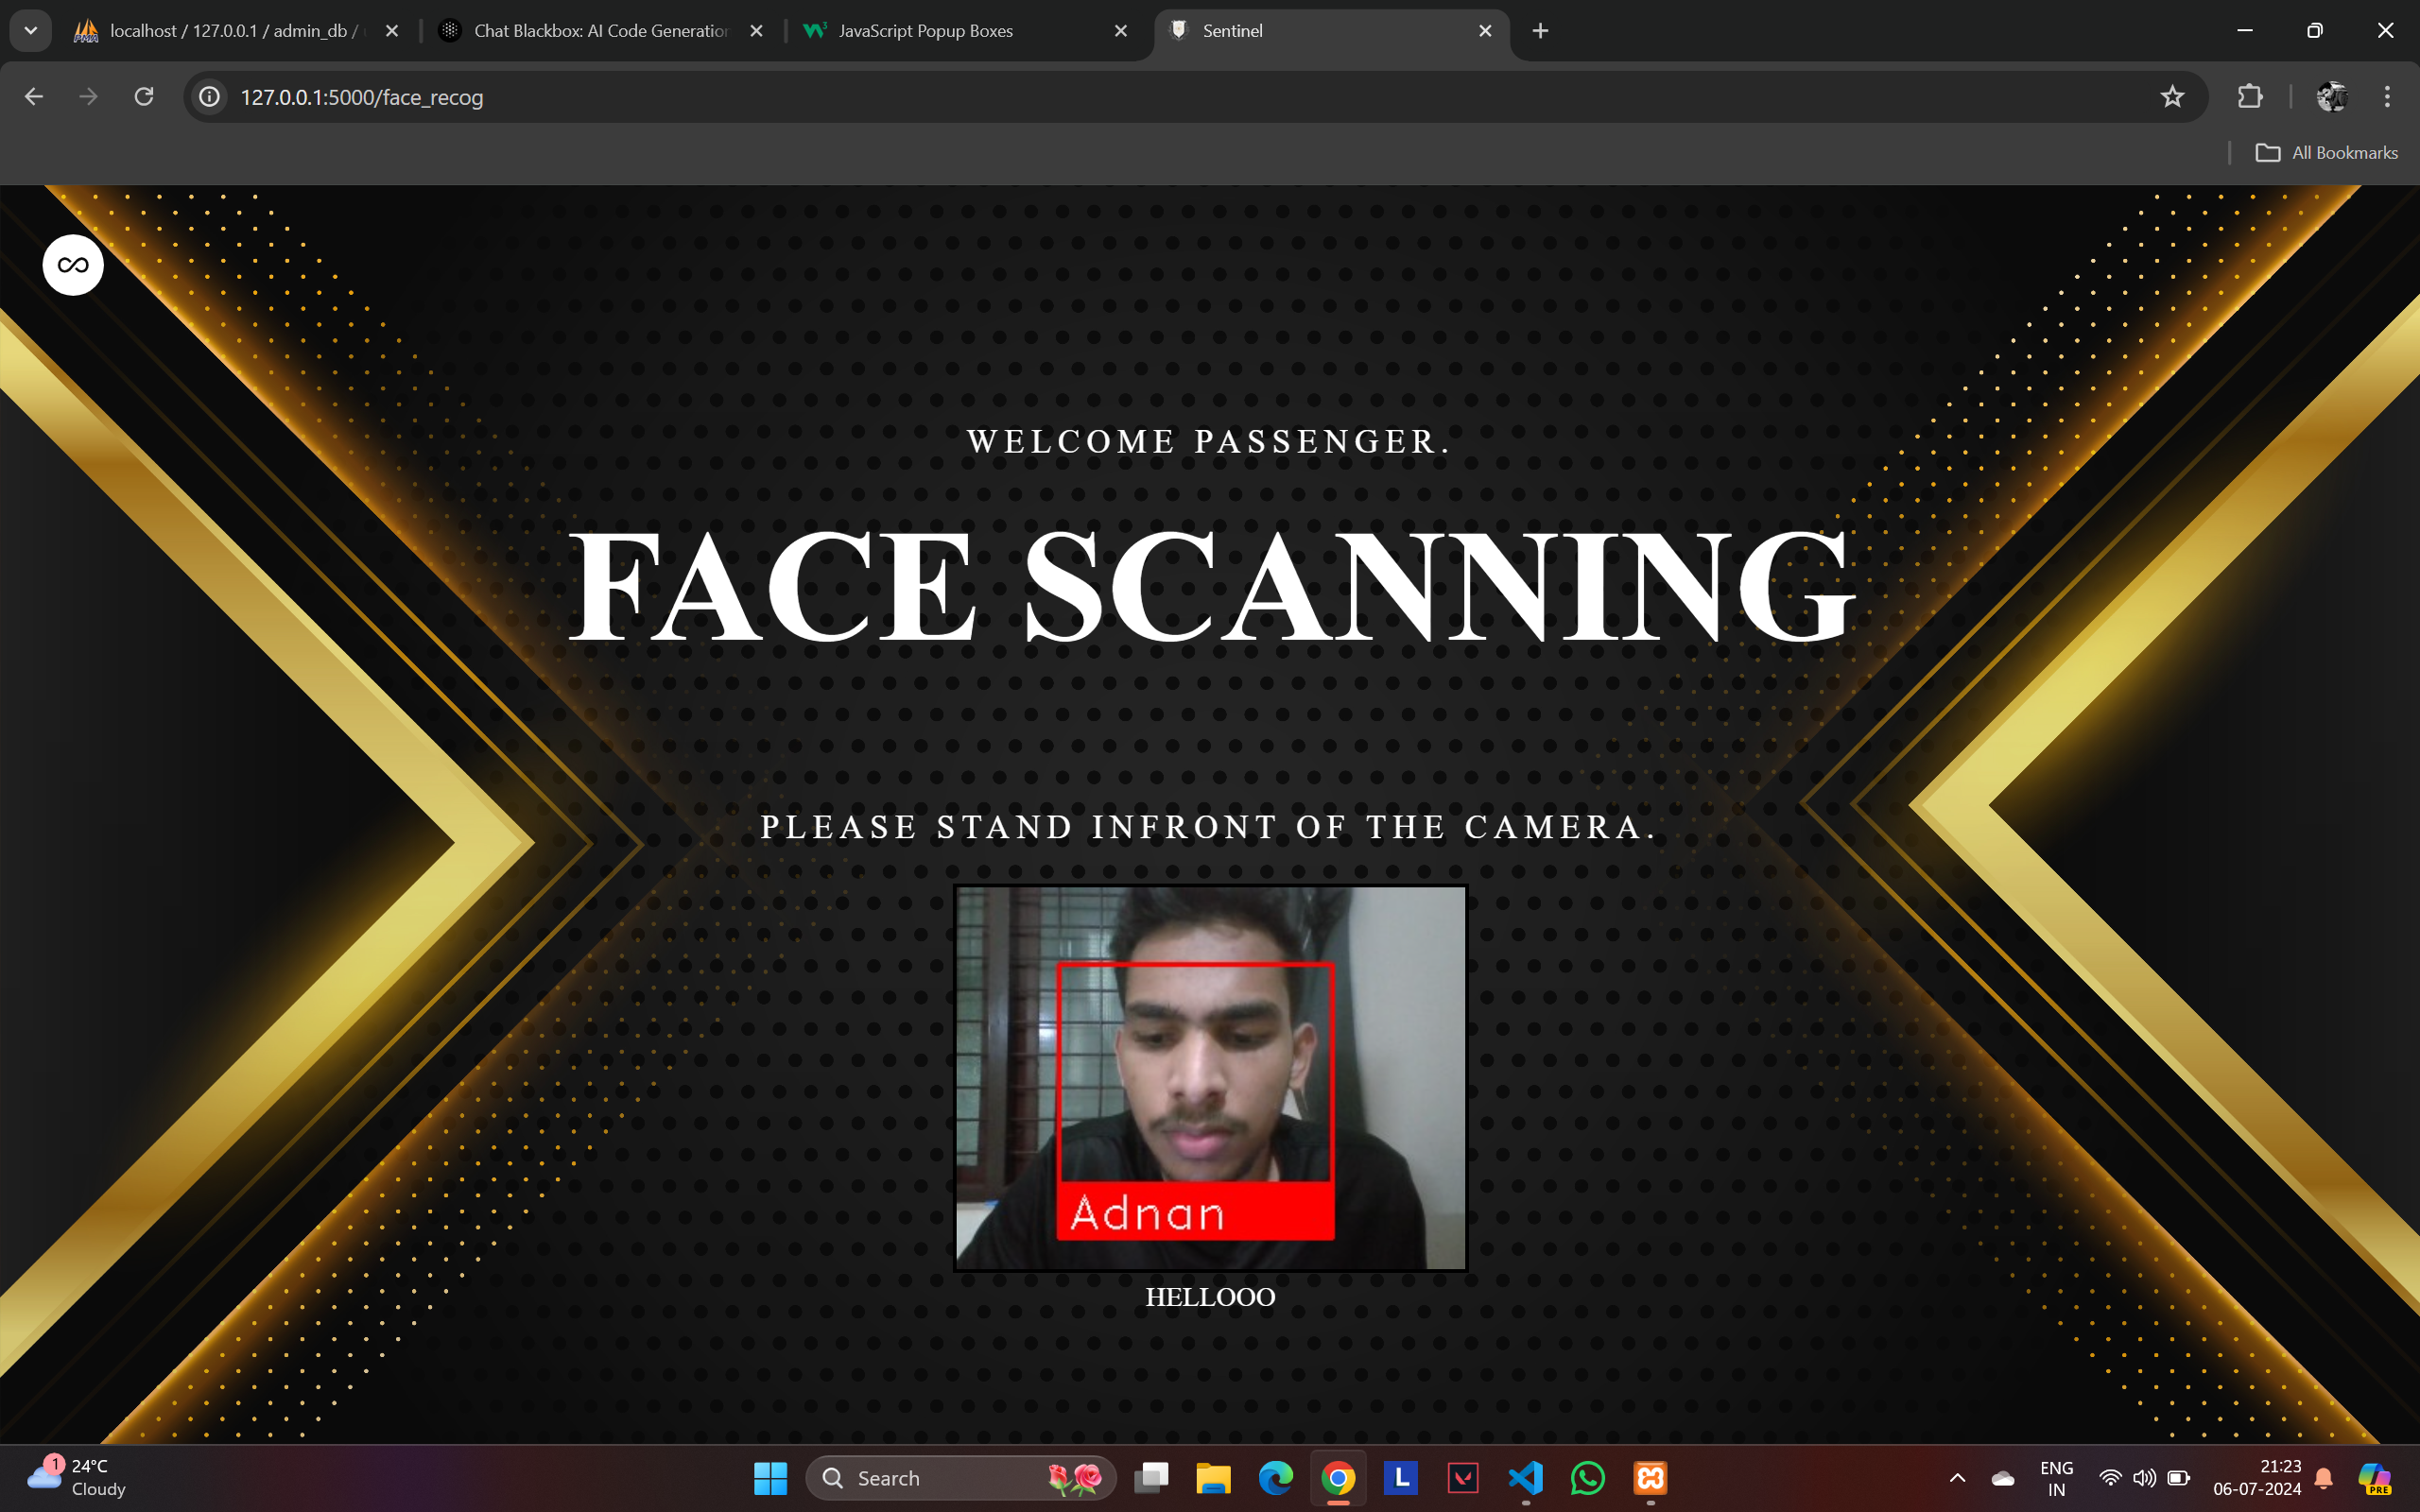 localhost / 127.0.0.1 / admin_db /
Chat Blackbox: AI Code Generation
JavaScript Popup Boxes
Sentinel
127.0.0.1:5000/face_recog
All Bookmarks
WELCOME PASSENGER.
FACE SCANNING
PLEASE STAND INFRONT OF THE CAMERA.
Adnan
HELLOOO
1
24°C
Cloudy
Search
L
ENG
IN
21:23
06-07-2024
PRE